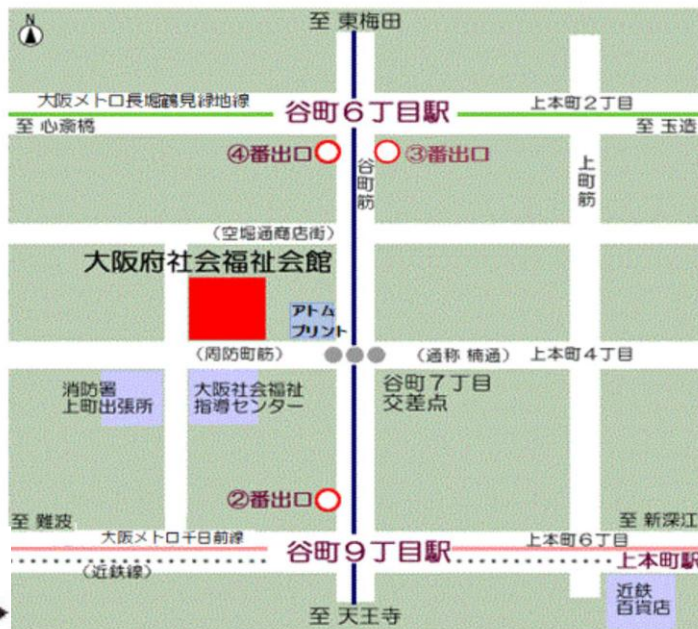 N
至 東梅田
大阪メトロ長堀鶴見緑地線
谷町6丁目駅
上本町2丁目
至 心斎橋
至 玉造
④番出口
③番出口
谷町筋
上町筋
(空堀通商店街)
大阪府社会福祉会館
アトム
プリント
(周防町筋)
(通称 楠通)
上本町4丁目
消防署
上町出張所
大阪社会福祉
指導センター
谷町7丁目
交差点
②番出口
至 難波
至 新深江
大阪メトロ千日前線
谷町9丁目駅
上本町6丁目
(近鉄線)
上本町駅
近鉄
百貨店
至 天王寺